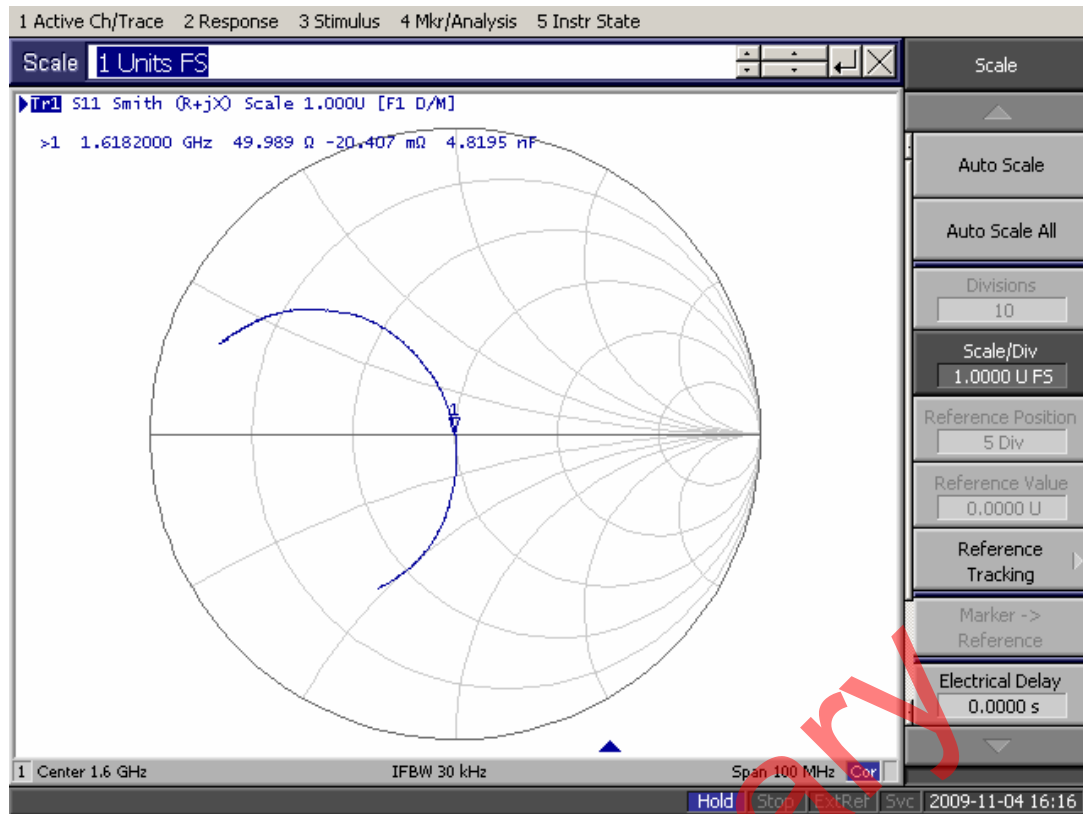 1 Active Ch/Trace 2 Response 3 Stimulus 4 Mkr/Analysis 5 Instr State
Scale 1 Units FS
Scale
Tr1 S11 Smith (R+jX) Scale 1.000U [F1 D/M]
>1 1.6182000 GHz 49.989 Ω -20.407 mΩ 4.8195 nF
1
Auto Scale
Auto Scale All
Divisions
10
Scale/Div
1.0000 U FS
Reference Position
5 Div
Reference Value
0.0000 U
Reference
Tracking
Marker ->
Reference
Electrical Delay
0.0000 s
1 Center 1.6 GHz IFBW 30 kHz Span 100 MHz Cor
Hold Stop ExtRef Svc 2009-11-04 16:16
ary